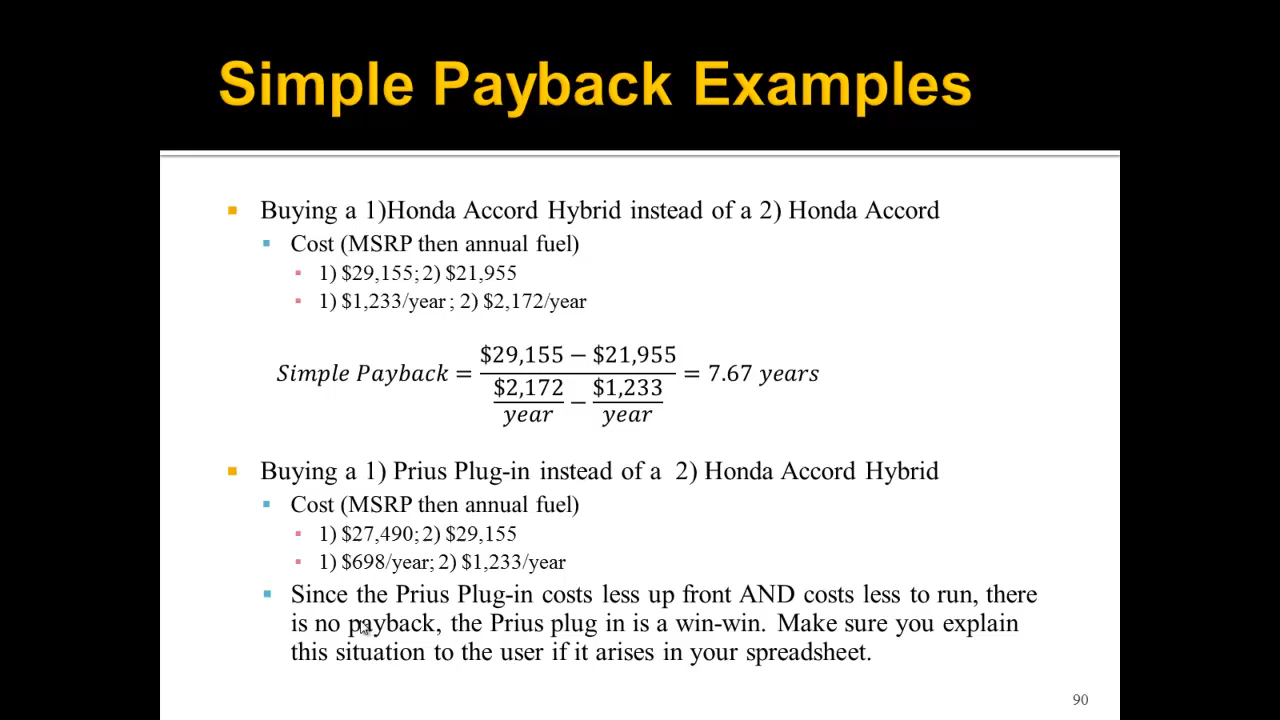 Simple Payback Examples
Buying a 1)Honda Accord Hybrid instead of a 2) Honda Accord
Cost (MSRP then annual fuel)
1) $29,155; 2) $21,955
1) $1,233/year ; 2) $2,172/year
$29,155 − $21,955
Simple Payback = = 7.67 years
$2,172 − $1,233
year year
Buying a 1) Prius Plug-in instead of a 2) Honda Accord Hybrid
Cost (MSRP then annual fuel)
1) $27,490; 2) $29,155
1) $698/year; 2) $1,233/year
Since the Prius Plug-in costs less up front AND costs less to run, there
is no payback, the Prius plug in is a win-win. Make sure you explain
this situation to the user if it arises in your spreadsheet.
90